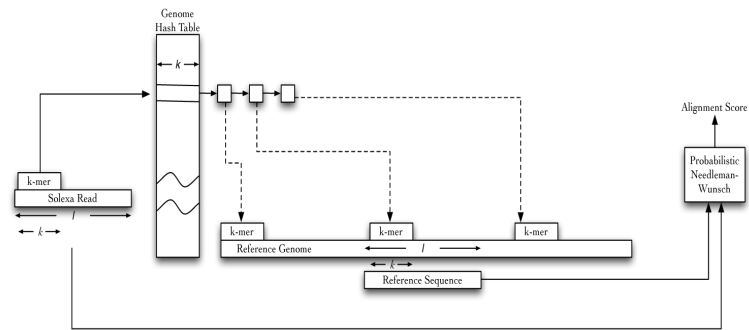 Genome
Hash Table
k
k-mer
Solexa Read
l
k
k-mer
k-mer
k-mer
Reference Genome
l
k
Reference Sequence
Alignment Score
Probabilistic
Needleman-
Wunsch